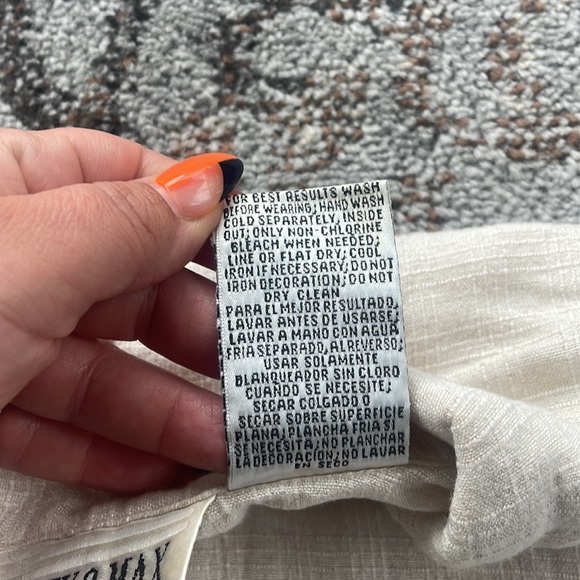 FOR BEST RESULTS WASH
BEFORE WEARING; HAND WASH
COLD SEPARATELY, INSIDE
OUT; ONLY NON-CHLORINE
BLEACH WHEN NEEDED;
LINE OR FLAT DRY; COOL
IRON IF NECESSARY; DO NOT
IRON DECORATION; DO NOT
DRY CLEAN
PARA EL MEJOR RESULTADO,
LAVAR ANTES DE USARSE;
LAVAR A MANO CON AGUA
FRIA SEPARADO, AL REVERSO;
USAR SOLAMENTE
BLANQUEADOR SIN CLORO
CUANDO SE NECESITE;
SECAR COLGADO O
SECAR SOBRE SUPERFICIE
PLANA; PLANCHA FRIA SI
SE NECESITA; NO PLANCHAR
LA DECORACION; NO LAVAR
EN SECO
MAX